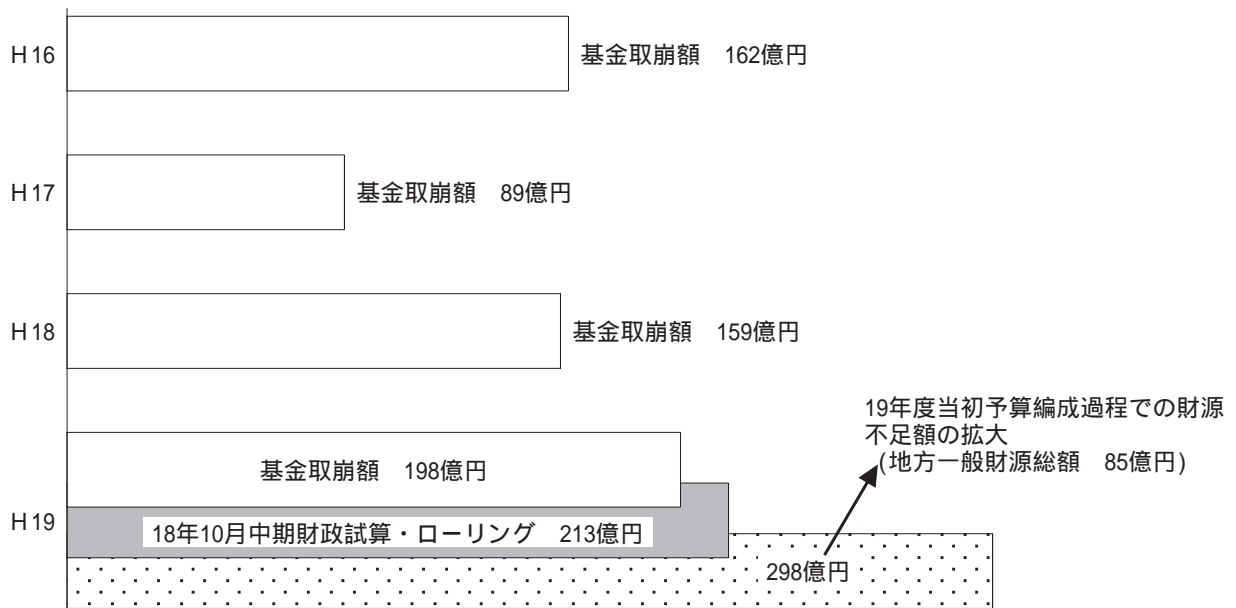 H16
基金取崩額　162億円
H17
基金取崩額　89億円
H18
基金取崩額　159億円
19年度当初予算編成過程での財源
不足額の拡大
(地方一般財源総額　85億円)
基金取崩額　198億円
H19
18年10月中期財政試算・ローリング　213億円
298億円